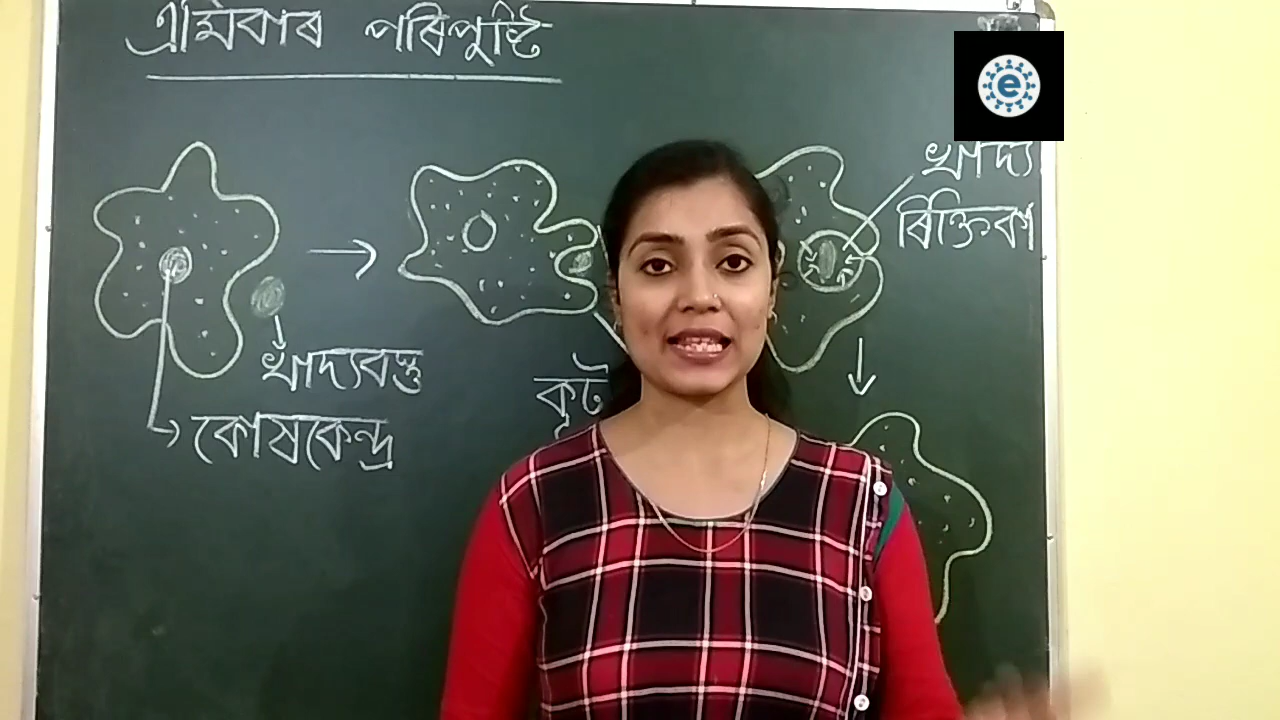 এমিবাৰ পৰিপুষ্টি
খাদ্য
ৰিক্তিকা
খাদ্যবস্তু
কূট
কোষকেন্দ্ৰ
e